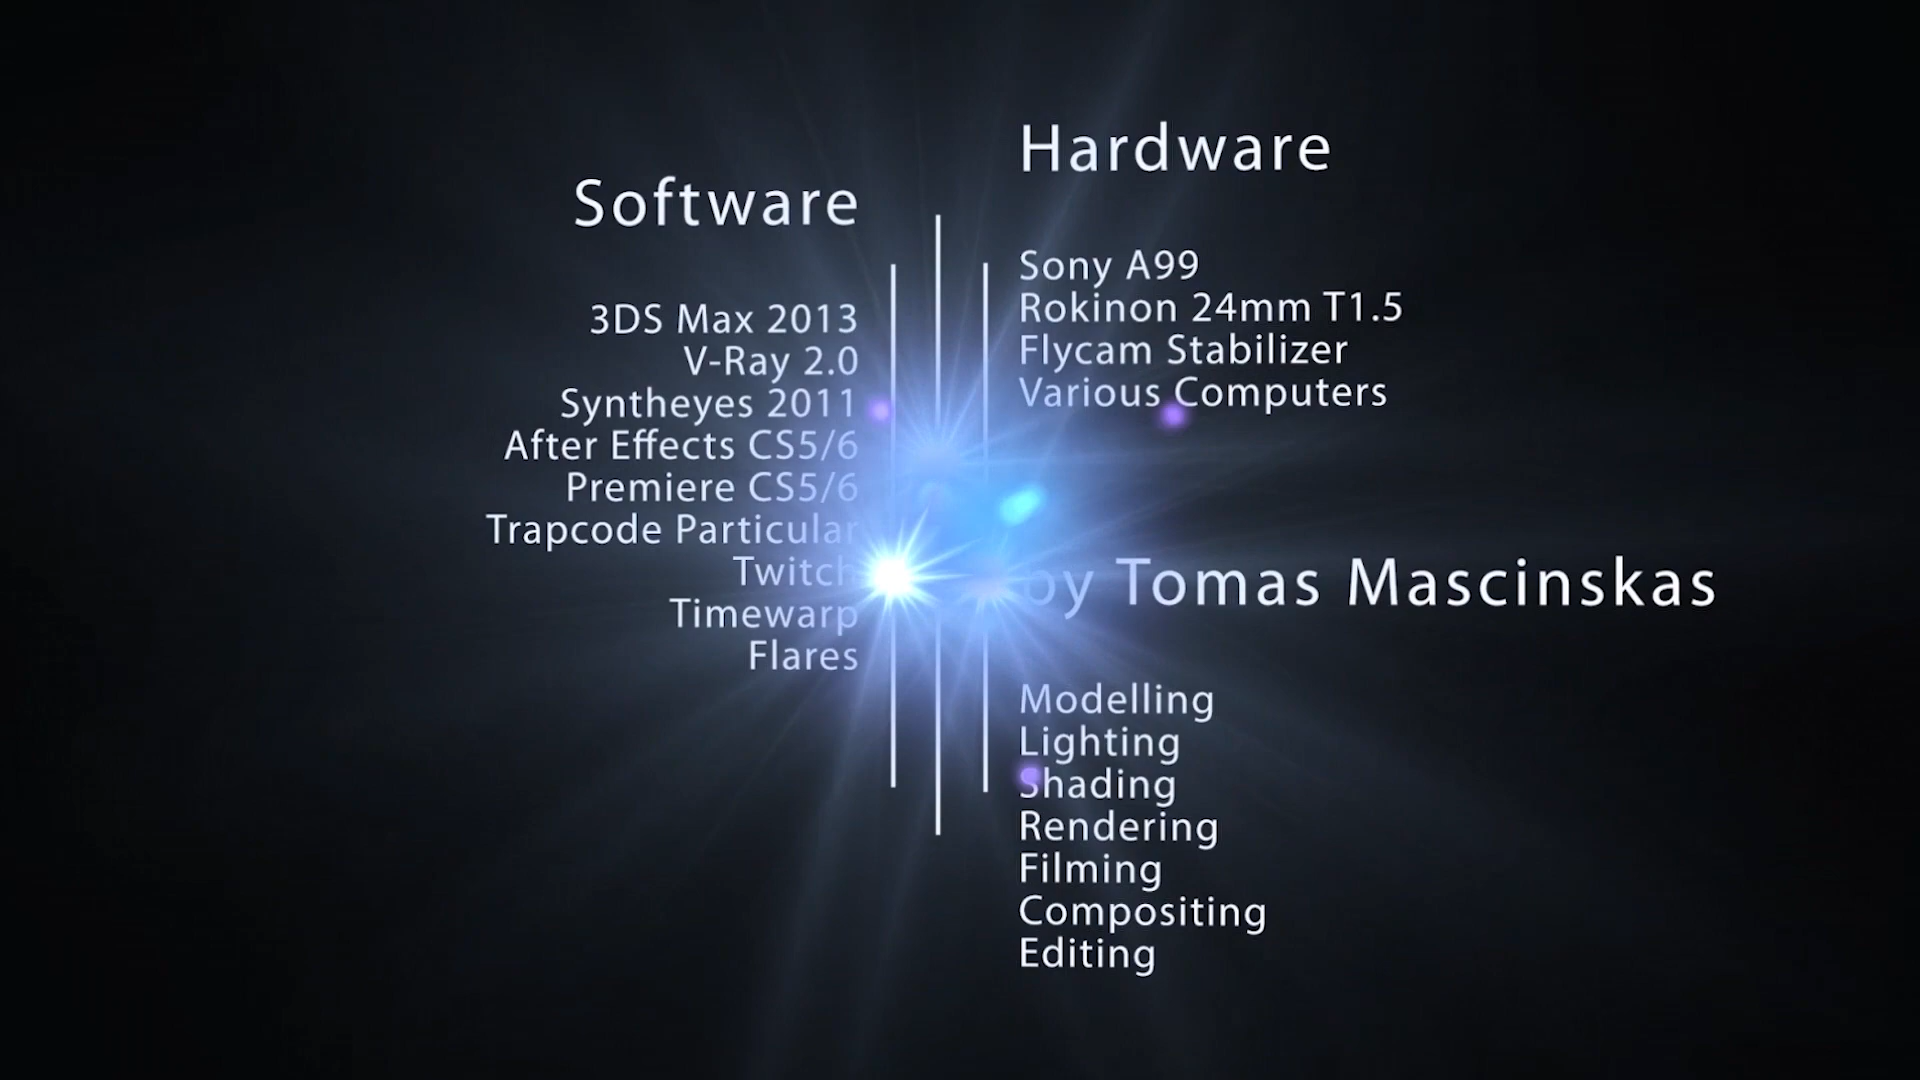 Software
3DS Max 2013
V-Ray 2.0
Syntheyes 2011
After Effects CS5/6
Premiere CS5/6
Trapcode Particular
Twitch
Timewarp
Flares
Hardware
Sony A99
Rokinon 24mm T1.5
Flycam Stabilizer
Various Computers
by Tomas Mascinskas
Modelling
Lighting
Shading
Rendering
Filming
Compositing
Editing